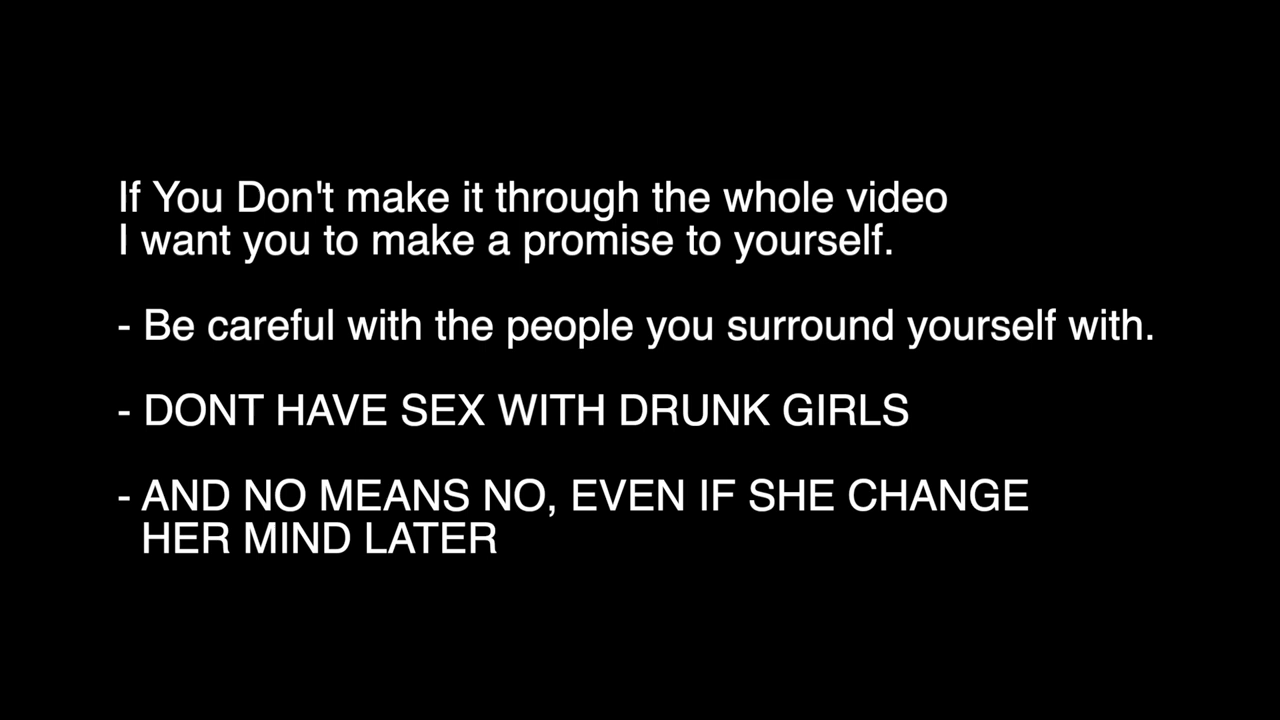 If You Don't make it through the whole video
I want you to make a promise to yourself.
- Be careful with the people you surround yourself with.
- DONT HAVE SEX WITH DRUNK GIRLS
- AND NO MEANS NO, EVEN IF SHE CHANGE
HER MIND LATER